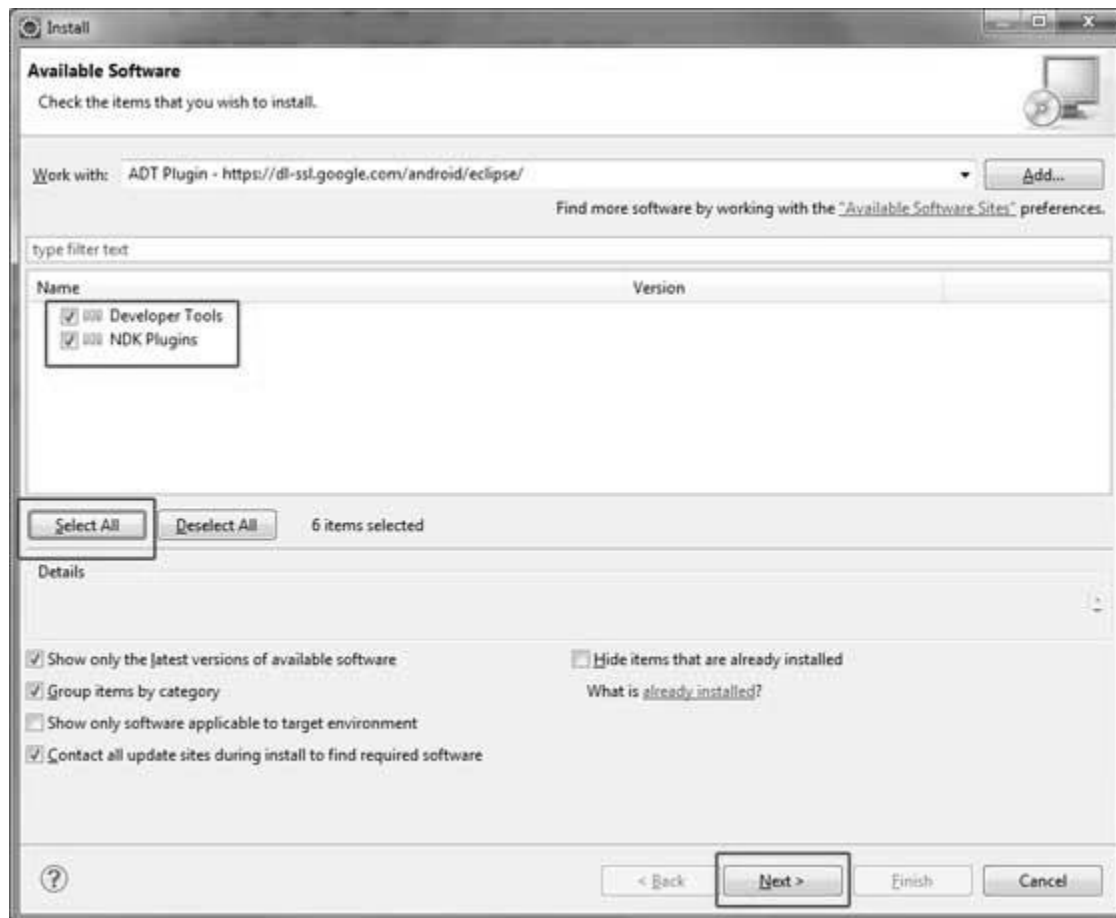 Install
Available Software
Check the items that you wish to install.
Work with: ADT Plugin - https://dl-ssl.google.com/android/eclipse/ Add...
Find more software by working with the "Available Software Sites" preferences.
type filter text
Name Version
Developer Tools
NDK Plugins
Select All Deselect All 6 items selected
Details
Show only the latest versions of available software Hide items that are already installed
Group items by category What is already installed?
Show only software applicable to target environment
Contact all update sites during install to find required software
? < Back Next > Finish Cancel